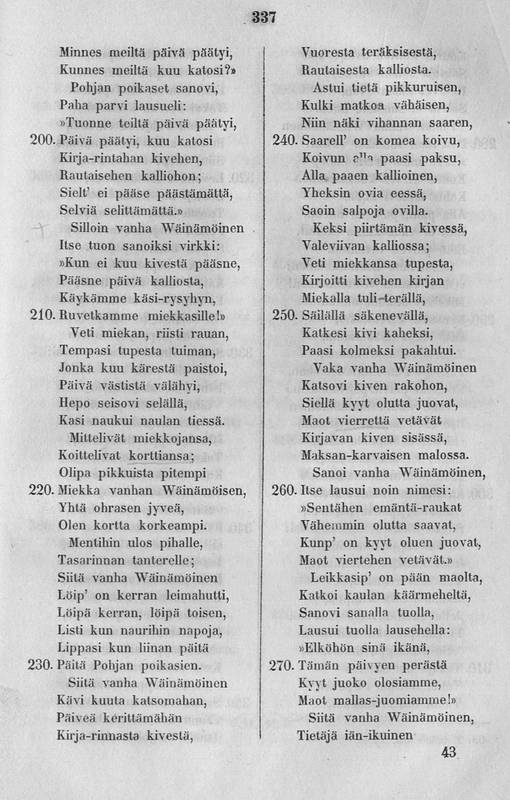 337
Minnes meiltä päivä päätyi,
Kunnes meiltä kuu katosi?»
Pohjan poikaset sanovi,
Paha parvi lausueli:
»Tuonne teiltä päivä päätyi,
200. Päivä päätyi, kuu katosi
Kirja-rintahan kivehen,
Rautaisehen kalliohon;
Sielt' ei pääse päästämättä,
Selviä selittämättä.»
Silloin vanha Wäinämöinen
Itse tuon sanoiksi virkki:
»Kun ei kuu kivestä pääsne,
Pääsne päivä kalliosta,
Käykämme käsi-rysyhyn,
210. Ruvetkamme miekkasille!»
Veti miekan, riisti rauan,
Tempasi tupesta tuiman,
Jonka kuu kärestä paistoi,
Päivä västistä välähyi,
Hepo seisovi selällä,
Kasi naukui naulan tiessä.
Mittelivät miekkojansa,
Koittelivat korttiansa;
Olipa pikkuista pitempi
220. Miekka vanhan Wäinämöisen,
Yhtä ohrasen jyveä,
Olen kortta korkeampi.
Mentihin ulos pihalle,
Tasarinnan tanterelle;
Siitä vanha Wäinämöinen
Löip' on kerran leimahutti,
Löipä kerran, löipä toisen,
Listi kun naurihin napoja,
Lippasi kun liinan päitä
230. Päitä Pohjan poikasien.
Siitä vanha Wäinämöinen
Kävi kuuta katsomahan,
Päiveä kerittämähän
Kirja-rinnasta kivestä,
Vuoresta teräksisestä,
Rautaisesta kalliosta.
Astui tietä pikkuruisen,
Kulki matkoa vähäisen,
Niin näki vihannan saaren,
240. Saarell' on komea koivu,
Koivun paasi paksu,
Alla paaen kallioinen,
Yheksin ovia eessä,
Saoin salpoja ovilla.
Keksi piirtämän kivessä,
Valeviivan kalliossa;
Veti miekkansa tupesta,
Kirjoitti kivehen kirjan
Miekalla tuli-terällä,
250. Säilällä säkenevällä,
Katkesi kivi kaheksi,
Paasi kolmeksi pakahtui.
Vaka vanha Wäinämöinen
Katsovi kiven rakohon,
Siellä kyyt olutta juovat,
Maot vierrettä vetävät
Kirjavan kiven sisässä,
Maksan-karvaisen malossa.
Sanoi vanha Wäinämöinen,
260. Itse lausui noin nimesi:
»Sentähen emäntä-raukat
Vähemmin olutta saavat,
Kunp' on kyyt oluen juovat,
Maot viertehen vetävät.»
Leikkasip' on pään maolta,
Katkoi kaulan käärmeheltä,
Sanovi sanalla tuolla,
Lausui tuolla lausehella:
»Elköhön sinä ikänä,
270. Tämän päivyen perästä
Kyyt juoko olosiamme,
Maot mallas-juomiamme!»
Siitä vanha Wäinämöinen,
Tietäjä iän-ikuinen
43